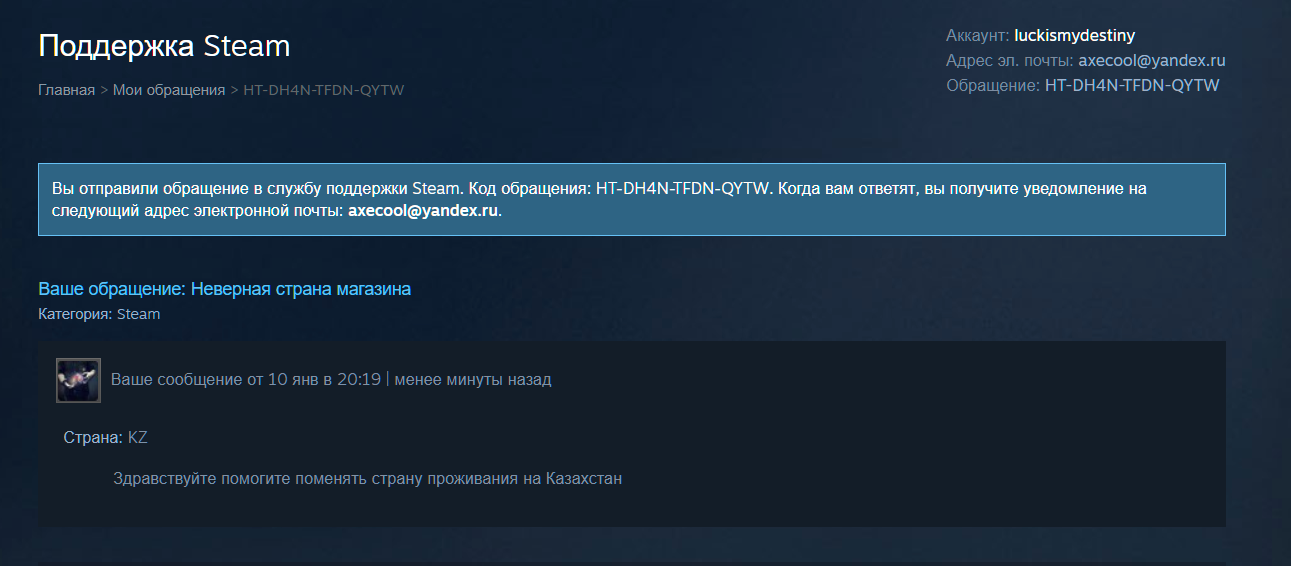 Поддержка Steam
Аккаунт: luckismydestiny
Адрес эл. почты: axecool@yandex.ru
Обращение: HT-DH4N-TFDN-QYTW
Главная > Мои обращения > HT-DH4N-TFDN-QYTW
Вы отправили обращение в службу поддержки Steam. Код обращения: HT-DH4N-TFDN-QYTW. Когда вам ответят, вы получите уведомление на
следующий адрес электронной почты: axecool@yandex.ru.
Ваше обращение: Неверная страна магазина
Категория: Steam
Ваше сообщение от 10 янв в 20:19 | менее минуты назад
Страна: KZ
Здравствуйте помогите поменять страну проживания на Казахстан